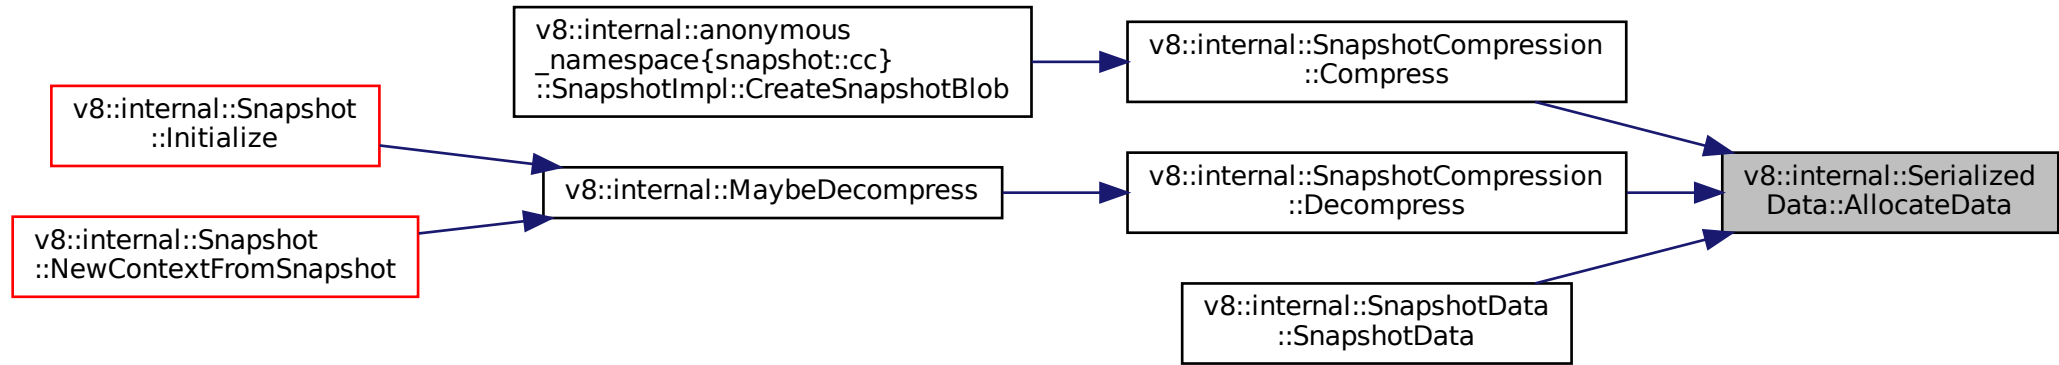 v8::internal::anonymous
_namespace{snapshot::cc}
::SnapshotImpl::CreateSnapshotBlob
v8::internal::SnapshotCompression
::Compress
v8::internal::Snapshot
::Initialize
v8::internal::MaybeDecompress
v8::internal::SnapshotCompression
::Decompress
v8::internal::Serialized
Data::AllocateData
v8::internal::Snapshot
::NewContextFromSnapshot
v8::internal::SnapshotData
::SnapshotData